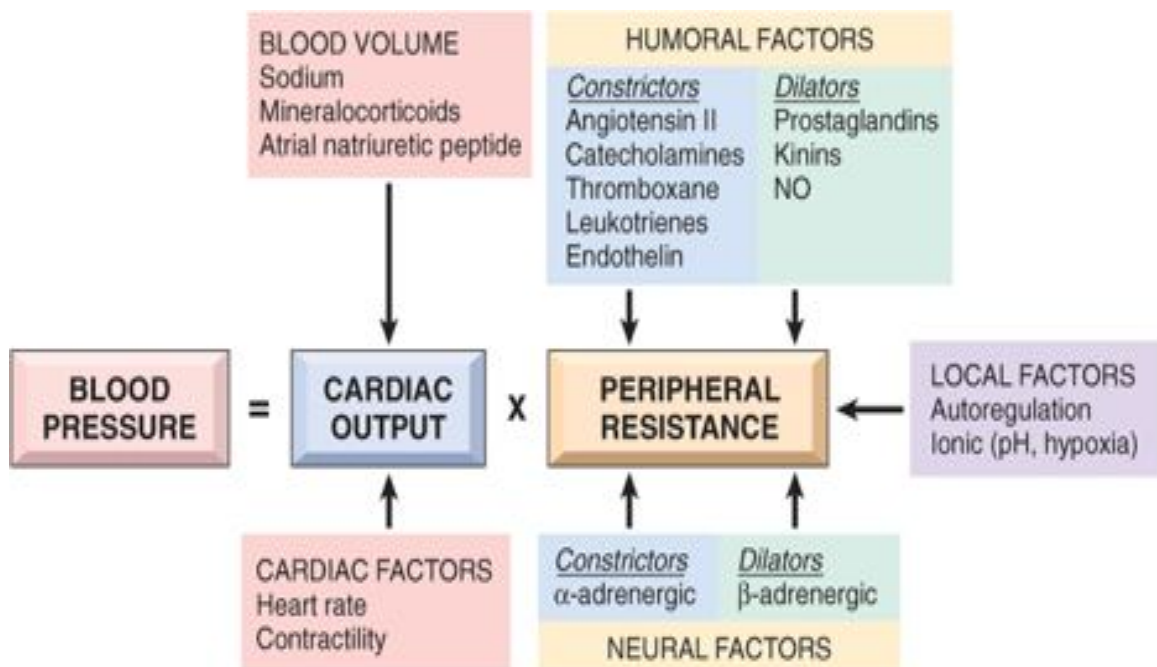 BLOOD VOLUME
Sodium
Mineralocorticoids
Atrial natriuretic peptide
HUMORAL FACTORS
Constrictors
Angiotensin II
Catecholamines
Thromboxane
Leukotrienes
Endothelin
Dilators
Prostaglandins
Kinins
NO
BLOOD
PRESSURE
=
CARDIAC
OUTPUT
x
PERIPHERAL
RESISTANCE
LOCAL FACTORS
Autoregulation
Ionic (pH, hypoxia)
CARDIAC FACTORS
Heart rate
Contractility
Constrictors
α-adrenergic
Dilators
β-adrenergic
NEURAL FACTORS